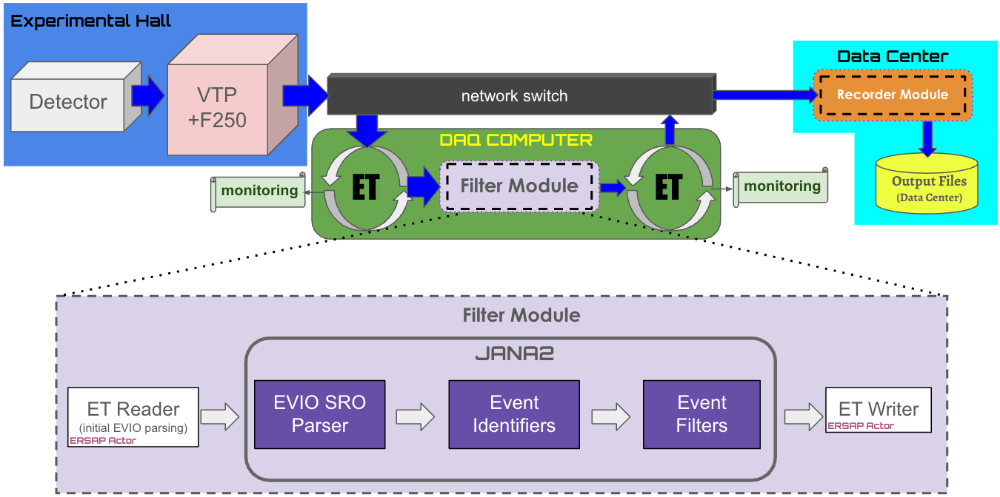 Experimental Hall
Detector
VTP
+F250
network switch
Data Center
Recorder Module
Output Files
(Data Center)
DAQ COMPUTER
monitoring
ET
Filter Module
ET
monitoring
Filter Module
JANA2
ET Reader
(initial EVIO parsing)
ERSAP Actor
EVIO SRO
Parser
Event
Identifiers
Event
Filters
ET Writer
ERSAP Actor